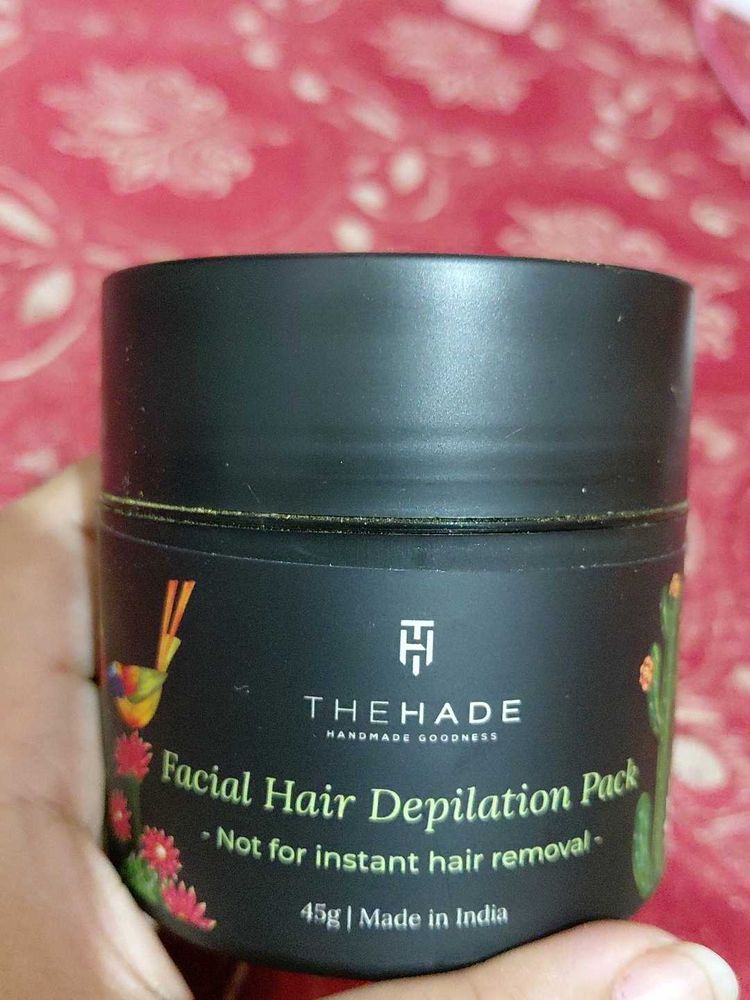 TH
THEHADE
HANDMADE GOODNESS
Facial Hair Depilation Pack
- Not for instant hair removal -
45g | Made in India